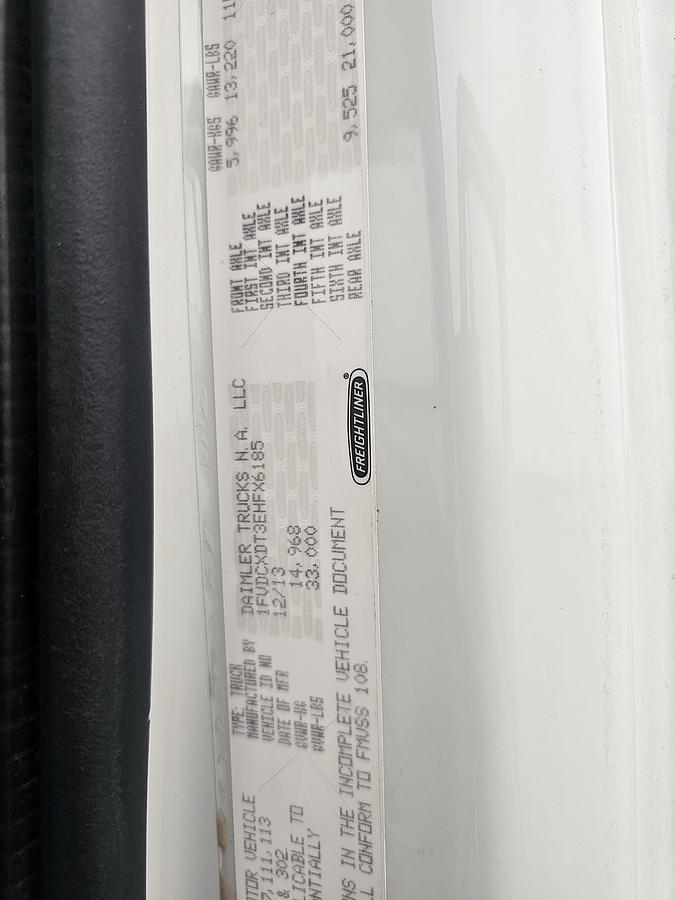 TOR VEHICLE
7, 111, 113
& 302.
LICABLE TO
NTIALLY
NS IN THE INCOMPLETE VEHICLE DOCUMENT
L CONFORM TO FMVSS 108.
TYPE: TRUCK
MANUFACTURED BY DAIMLER TRUCKS N.A. LLC
VEHICLE ID NO 1FVDCXDT3EHFX6185
DATE OF MFR 12/13
GVWR-KG 14,968
GVWR-LBS 33,000
FREIGHTLINER®
GAWR-KGS GAWR-LBS
FRONT AXLE 5,996 13,220 11
FIRST INT AXLE
SECOND INT AXLE
THIRD INT AXLE
FOURTH INT AXLE
FIFTH INT AXLE
SIXTH INT AXLE
REAR AXLE 9,525 21,000